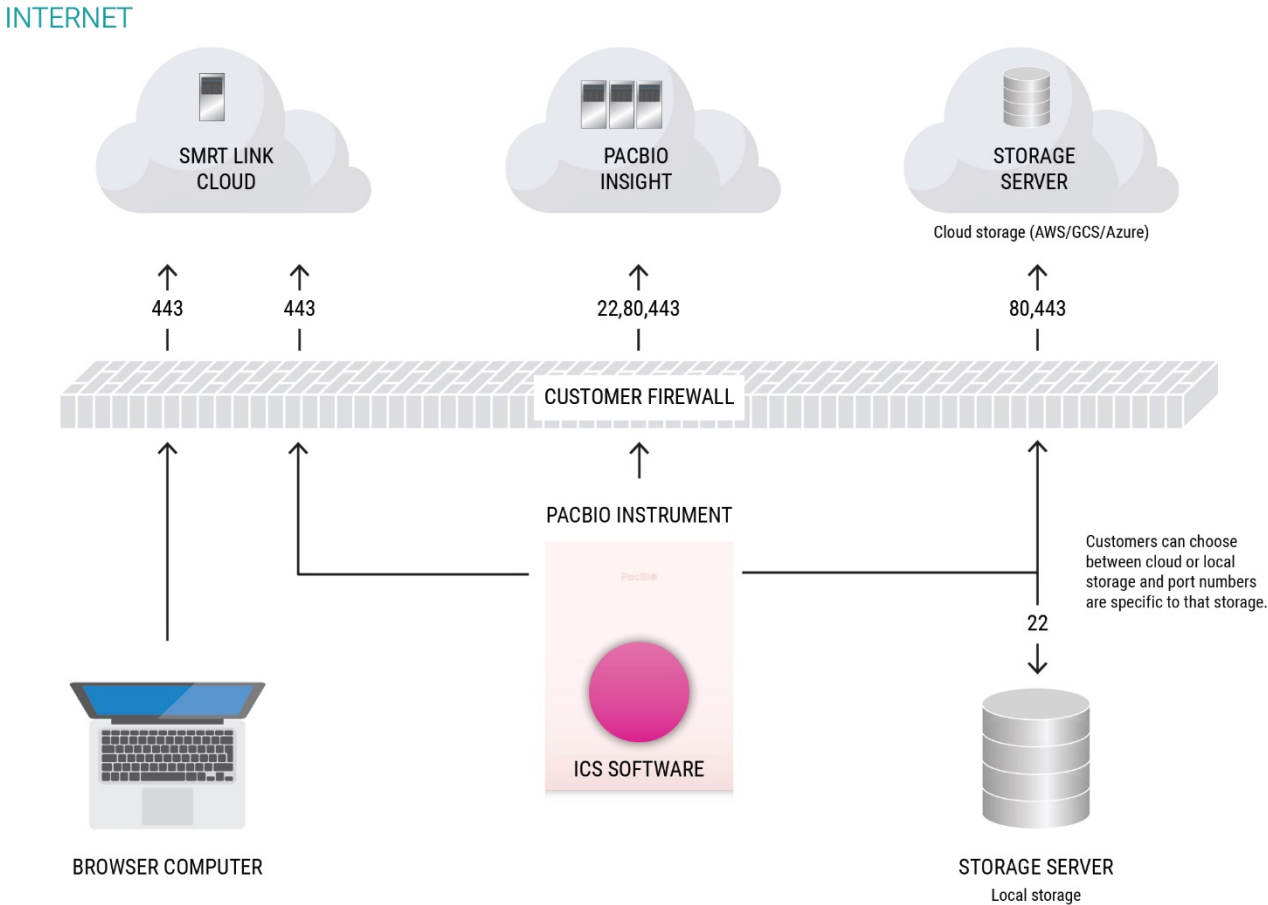 INTERNET
SMRT LINK
CLOUD
PACBIO
INSIGHT
STORAGE
SERVER
Cloud storage (AWS/GCS/Azure)
443
443
22,80,443
80,443
CUSTOMER FIREWALL
PACBIO INSTRUMENT
PacBio
Customers can choose
between cloud or local
storage and port numbers
are specific to that storage.
22
ICS SOFTWARE
BROWSER COMPUTER
STORAGE SERVER
Local storage